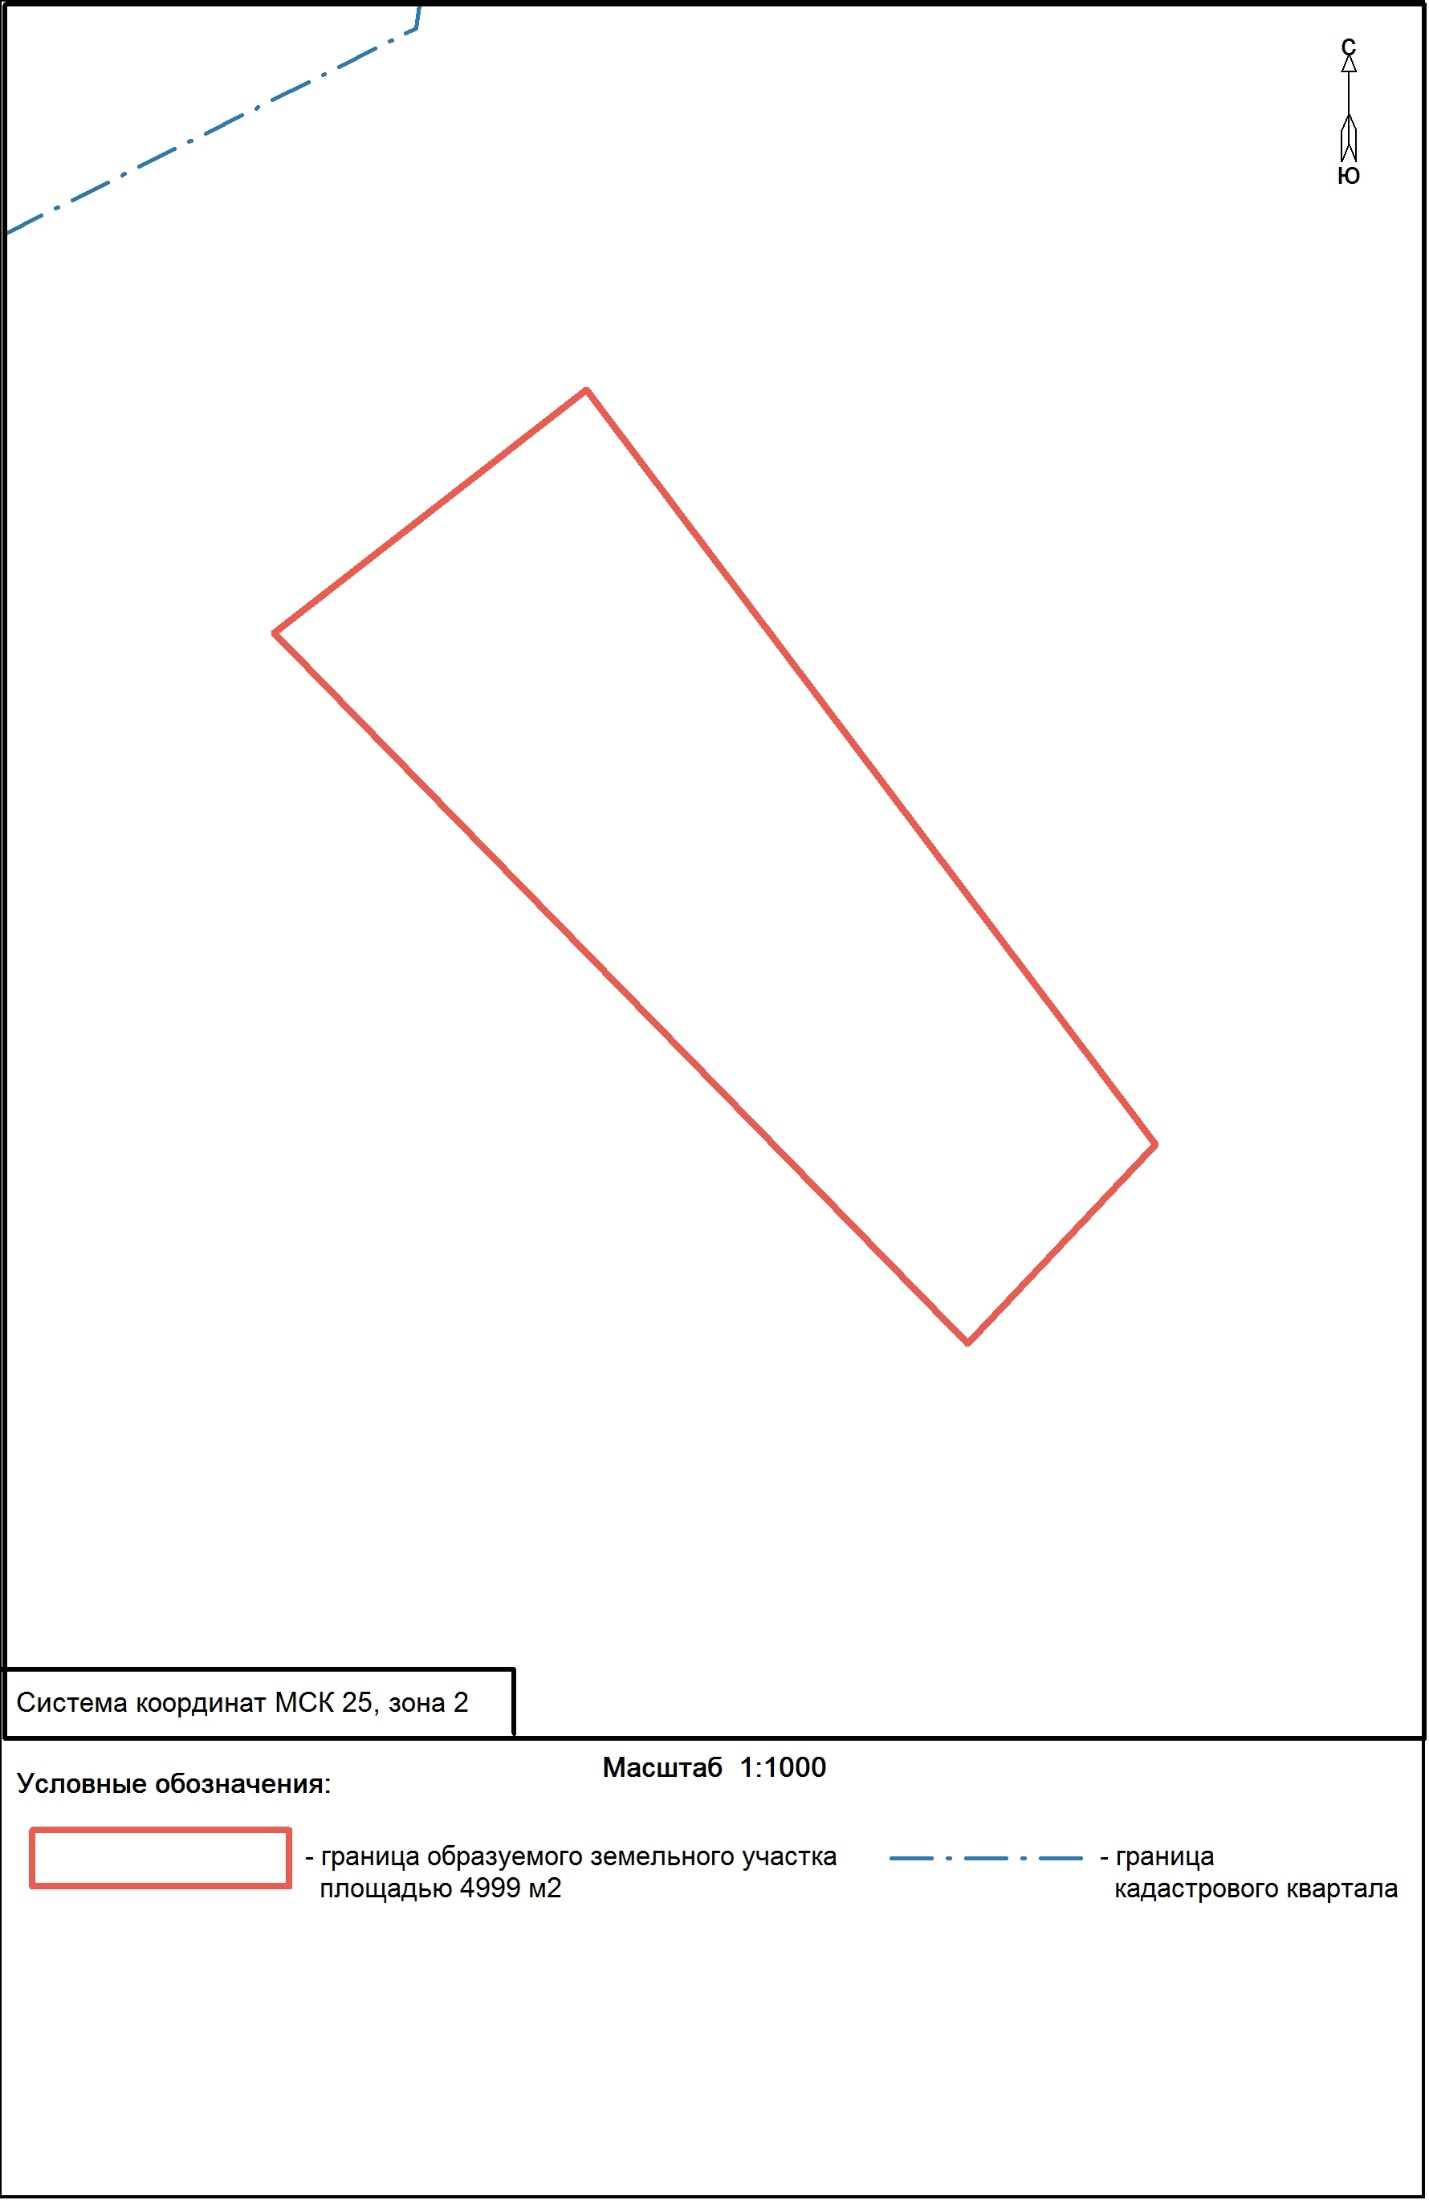 С
Ю
Система координат МСК 25, зона 2
Масштаб 1:1000
Условные обозначения:
- граница образуемого земельного участка
площадью 4999 м2
- граница
кадастрового квартала